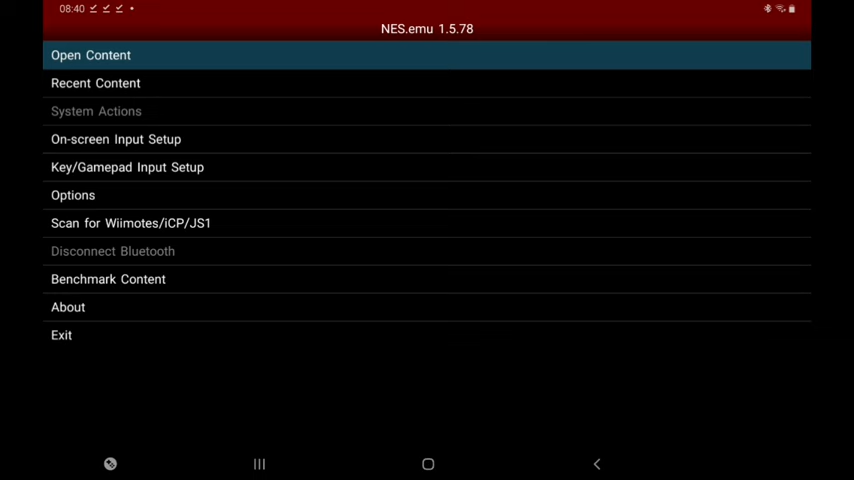 08:40
NES.emu 1.5.78
Open Content
Recent Content
System Actions
On-screen Input Setup
Key/Gamepad Input Setup
Options
Scan for Wiimotes/iCP/JS1
Disconnect Bluetooth
Benchmark Content
About
Exit